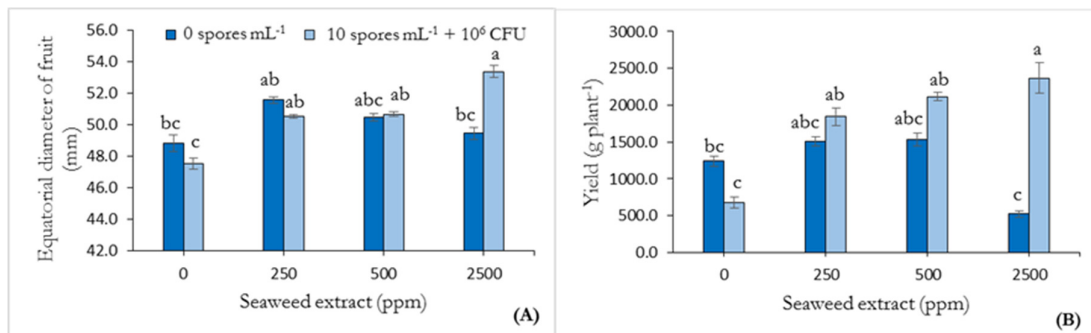 (A)
Equatorial diameter of fruit
(mm)
56.0
54.0
52.0
50.0
48.0
46.0
44.0
42.0
0 spores mL⁻¹
10 spores mL⁻¹ + 10⁶ CFU
bc
c
ab
ab
abc
ab
bc
a
0
250
500
2500
Seaweed extract (ppm)
(A)
(B)
Yield (g plant⁻¹)
3000.0
2500.0
2000.0
1500.0
1000.0
500.0
0.0
bc
c
abc
ab
abc
ab
c
a
0
250
500
2500
Seaweed extract (ppm)
(B)